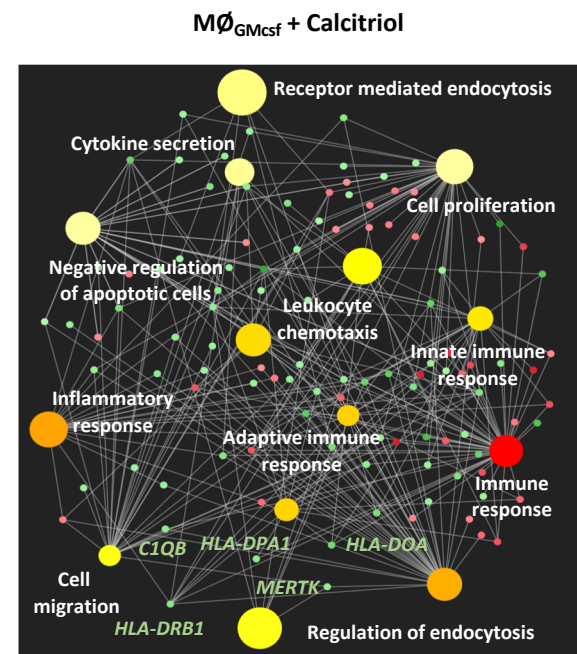 MØGMcsf + Calcitriol
Receptor mediated endocytosis
Cytokine secretion
Cell proliferation
Negative regulation
of apoptotic cells
Leukocyte
chemotaxis
Innate immune
response
Inflammatory
response
Adaptive immune
response
Immune
response
C1QB
HLA-DPA1
HLA-DOA
Cell
migration
MERTK
HLA-DRB1
Regulation of endocytosis